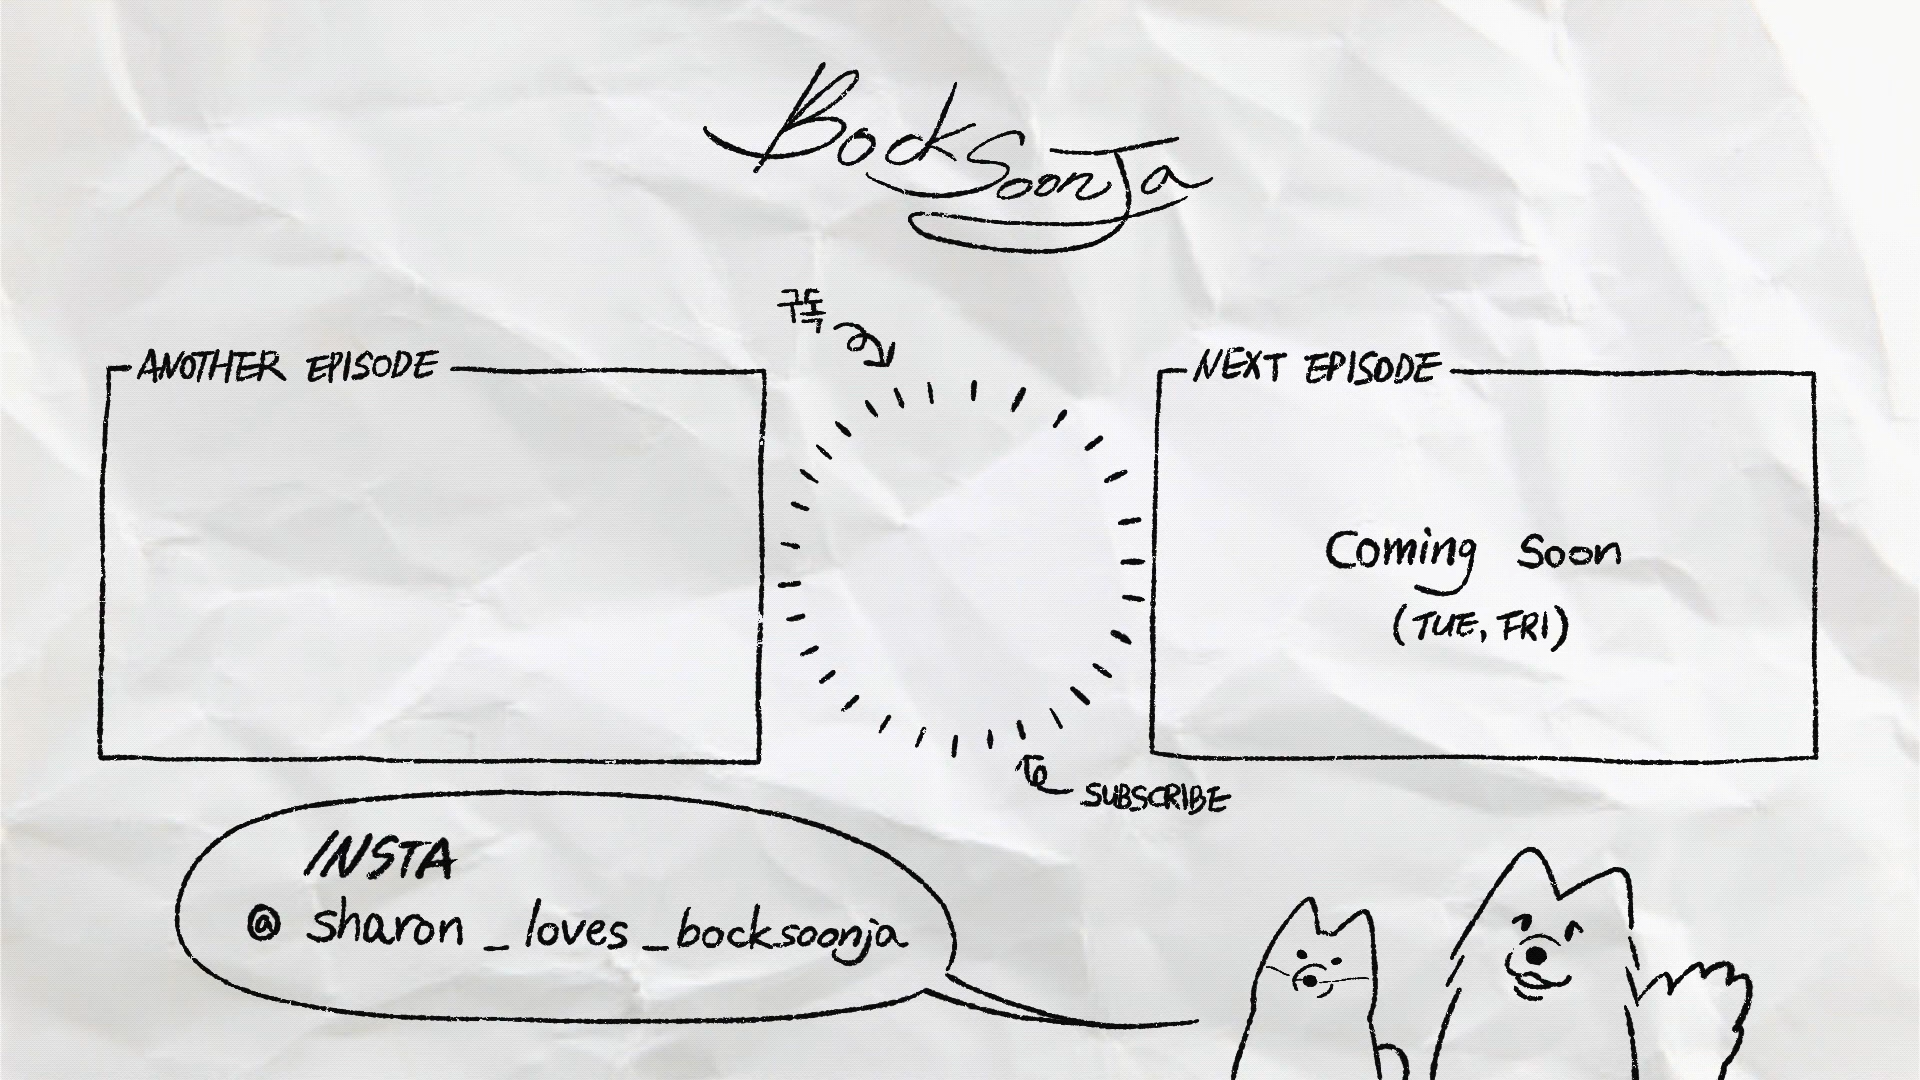 BockSoonJa
구독
ANOTHER EPISODE
NEXT EPISODE
Coming Soon
(TUE, FRI)
SUBSCRIBE
INSTA
@ sharon_loves_bocksoonja